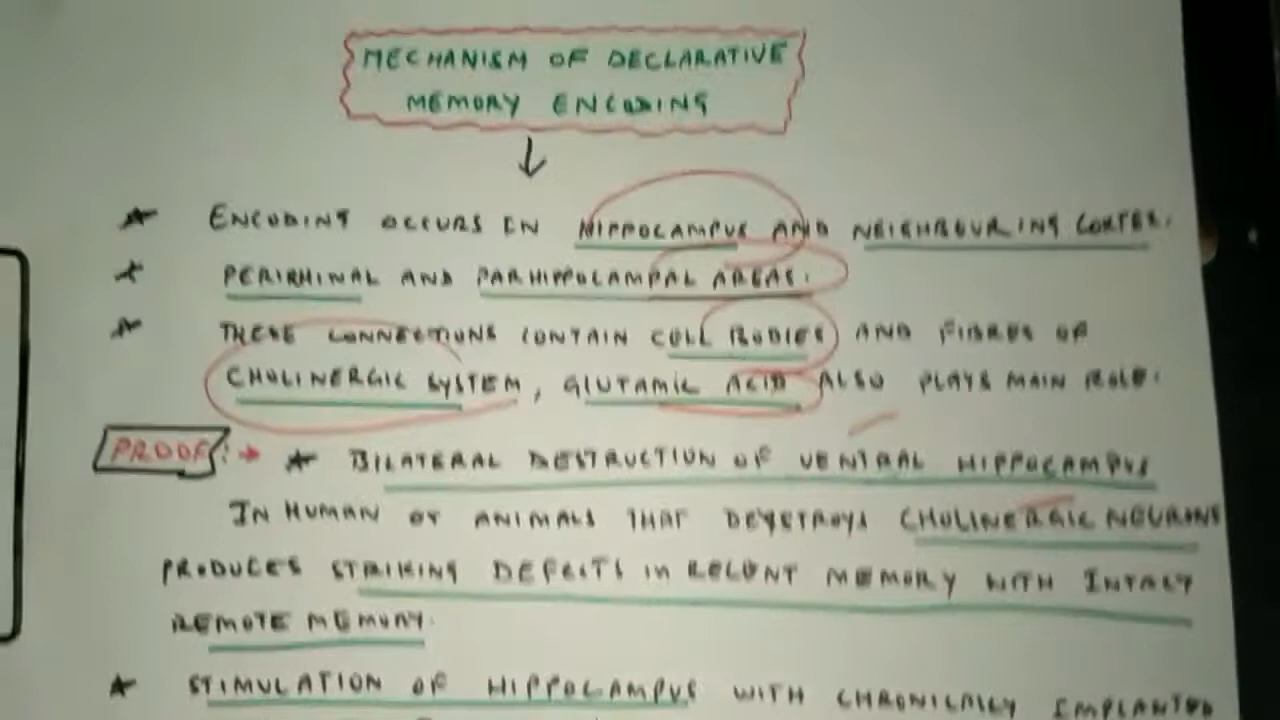 MECHANISM OF DECLARATIVE
MEMORY ENCODING
ENCODING OCCURS IN HIPPOCAMPUS AND NEIGHBOURING CORTEX.
PERIRHINAL AND PARHIPPOCAMPAL AREAS.
THESE CONNECTIONS CONTAIN CELL BODIES AND FIBRES OF
CHOLINERGIC SYSTEM, GLUTAMIC ACID ALSO PLAYS MAIN ROLE.
PROOF: → BILATERAL DESTRUCTION OF VENTRAL HIPPOCAMPUS
IN HUMAN OR ANIMALS THAT DEYSTROYS CHOLINERGIC NEURONS
PRODUCES STRIKING DEFECTS IN RECENT MEMORY WITH INTACT
REMOTE MEMORY.
STIMULATION OF HIPPOCAMPUS WITH CHRONICALLY IMPLANTED